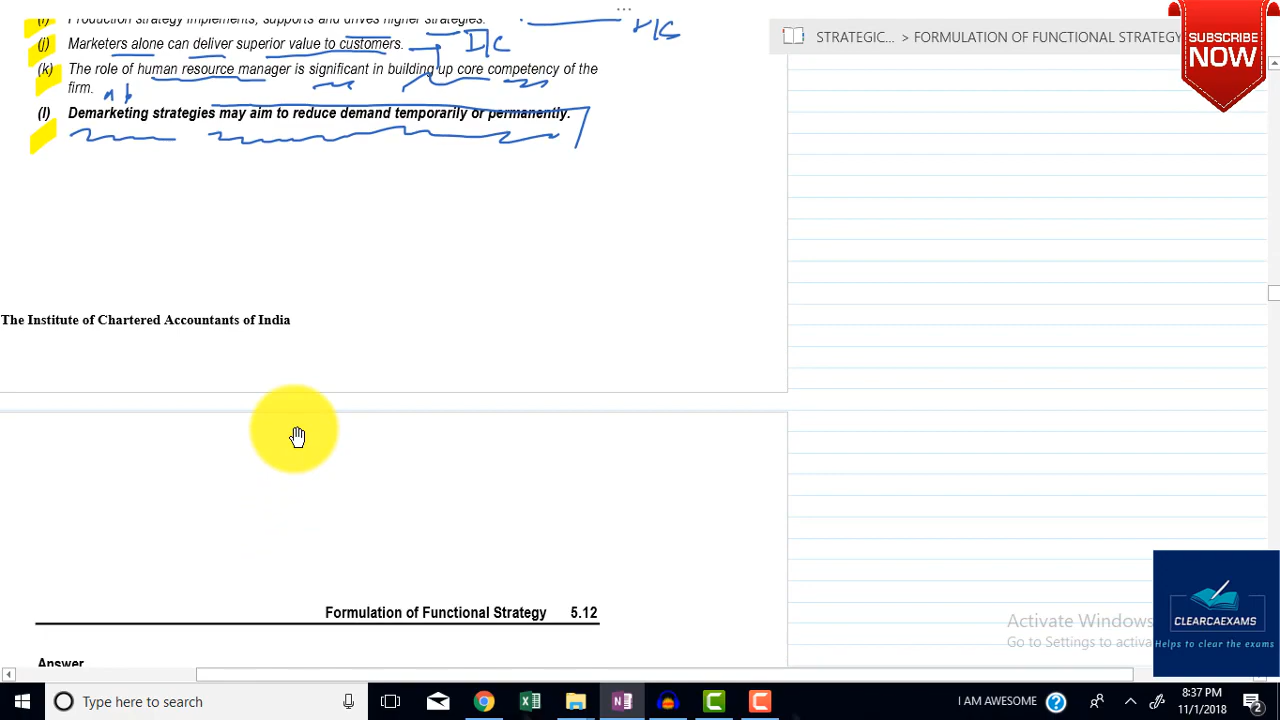 (i) Production strategy implements, supports and drives higher strategies.
(j) Marketers alone can deliver superior value to customers.
(k) The role of human resource manager is significant in building up core competency of the
firm.
(l) Demarketing strategies may aim to reduce demand temporarily or permanently.
The Institute of Chartered Accountants of India
Formulation of Functional Strategy 5.12
Answer
STRATEGIC... > FORMULATION OF FUNCTIONAL STRATEGY
SUBSCRIBE
NOW
Activate Windows
Go to Settings to activa
CLEARCAEXAMS
Helps to clear the exams
Type here to search
I AM AWESOME
8:37 PM
11/1/2018
2